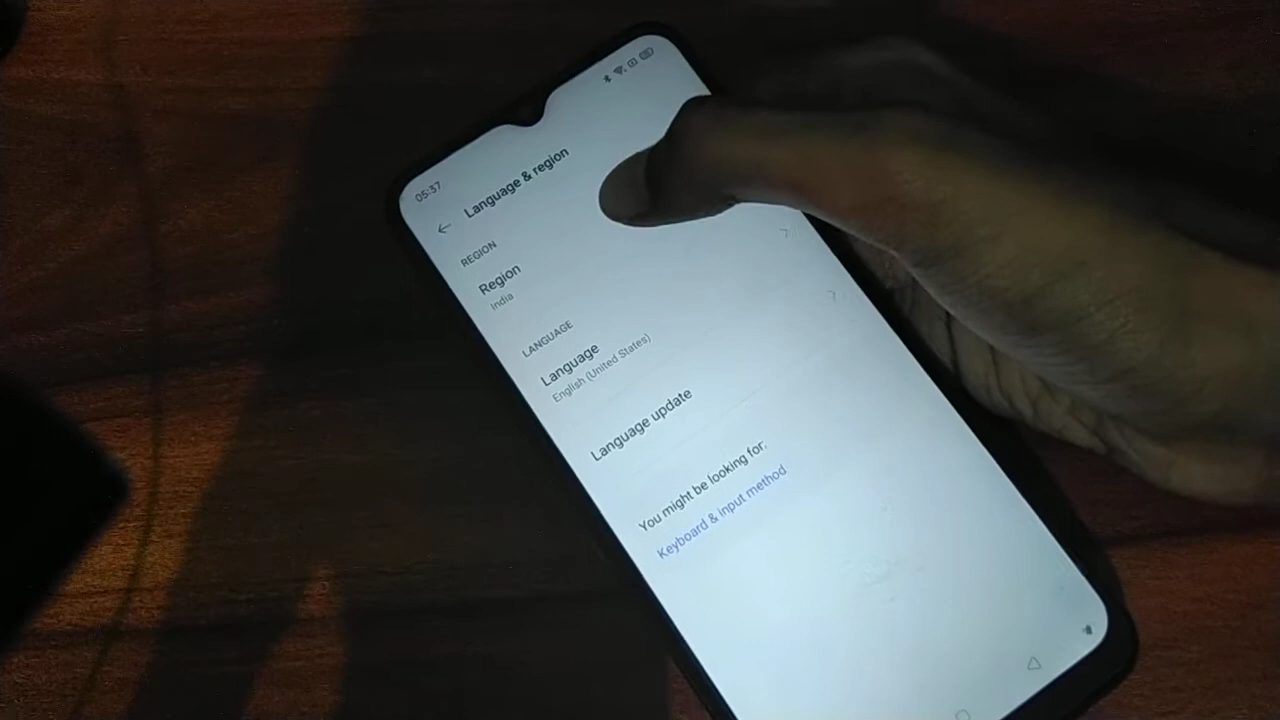 05:37
Language & region
REGION
Region
India
LANGUAGE
Language
English (United States)
Language update
You might be looking for:
Keyboard & input method